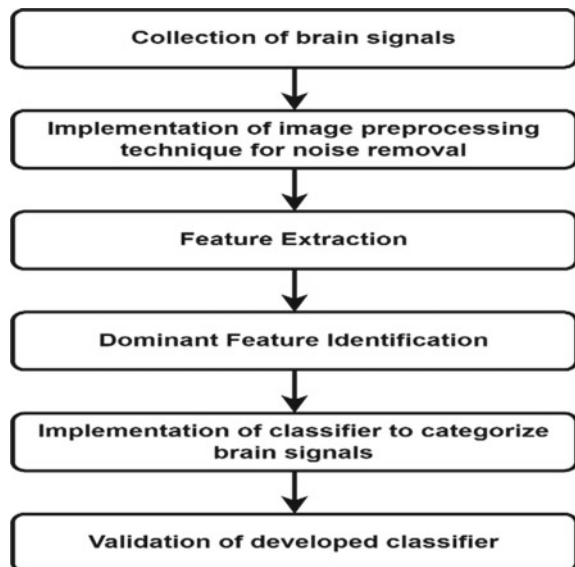 Collection of brain signals
Implementation of image preprocessing
technique for noise removal
Feature Extraction
Dominant Feature Identification
Implementation of classifier to categorize
brain signals
Validation of developed classifier